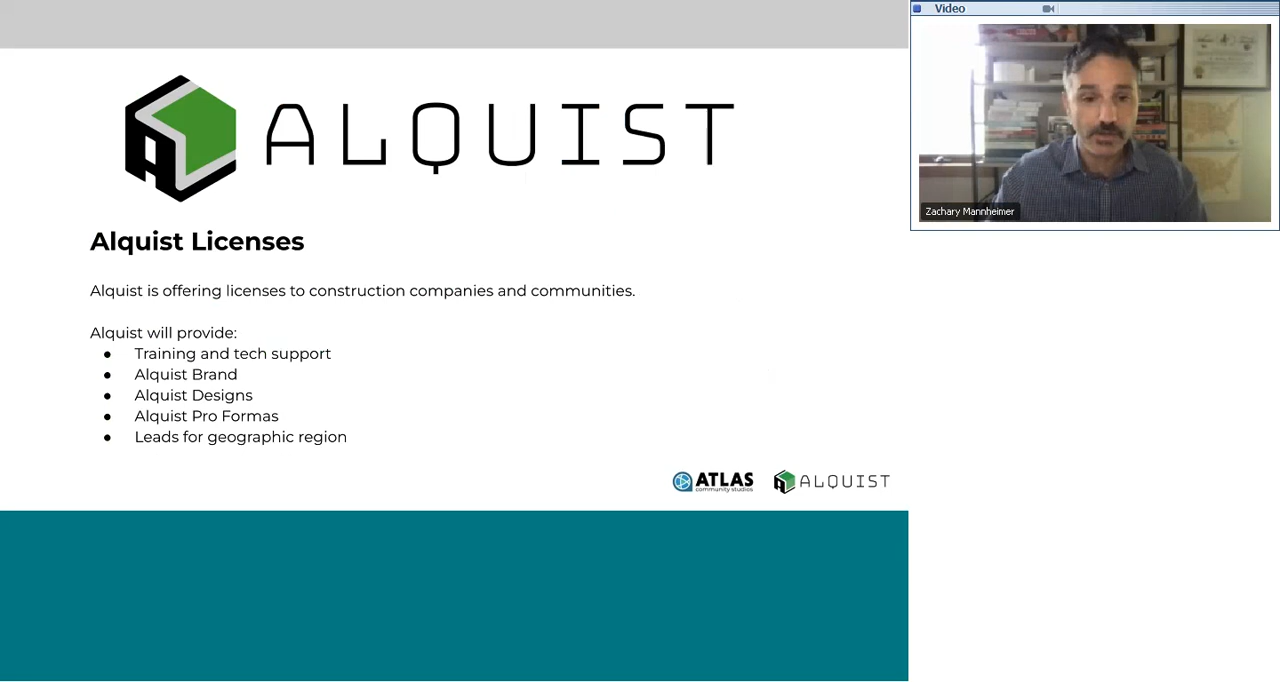 ALQUIST
Alquist Licenses
Alquist is offering licenses to construction companies and communities.
Alquist will provide:
● Training and tech support
● Alquist Brand
● Alquist Designs
● Alquist Pro Formas
● Leads for geographic region
ATLAS
community studios
ALQUIST
Video
Zachary Mannheimer